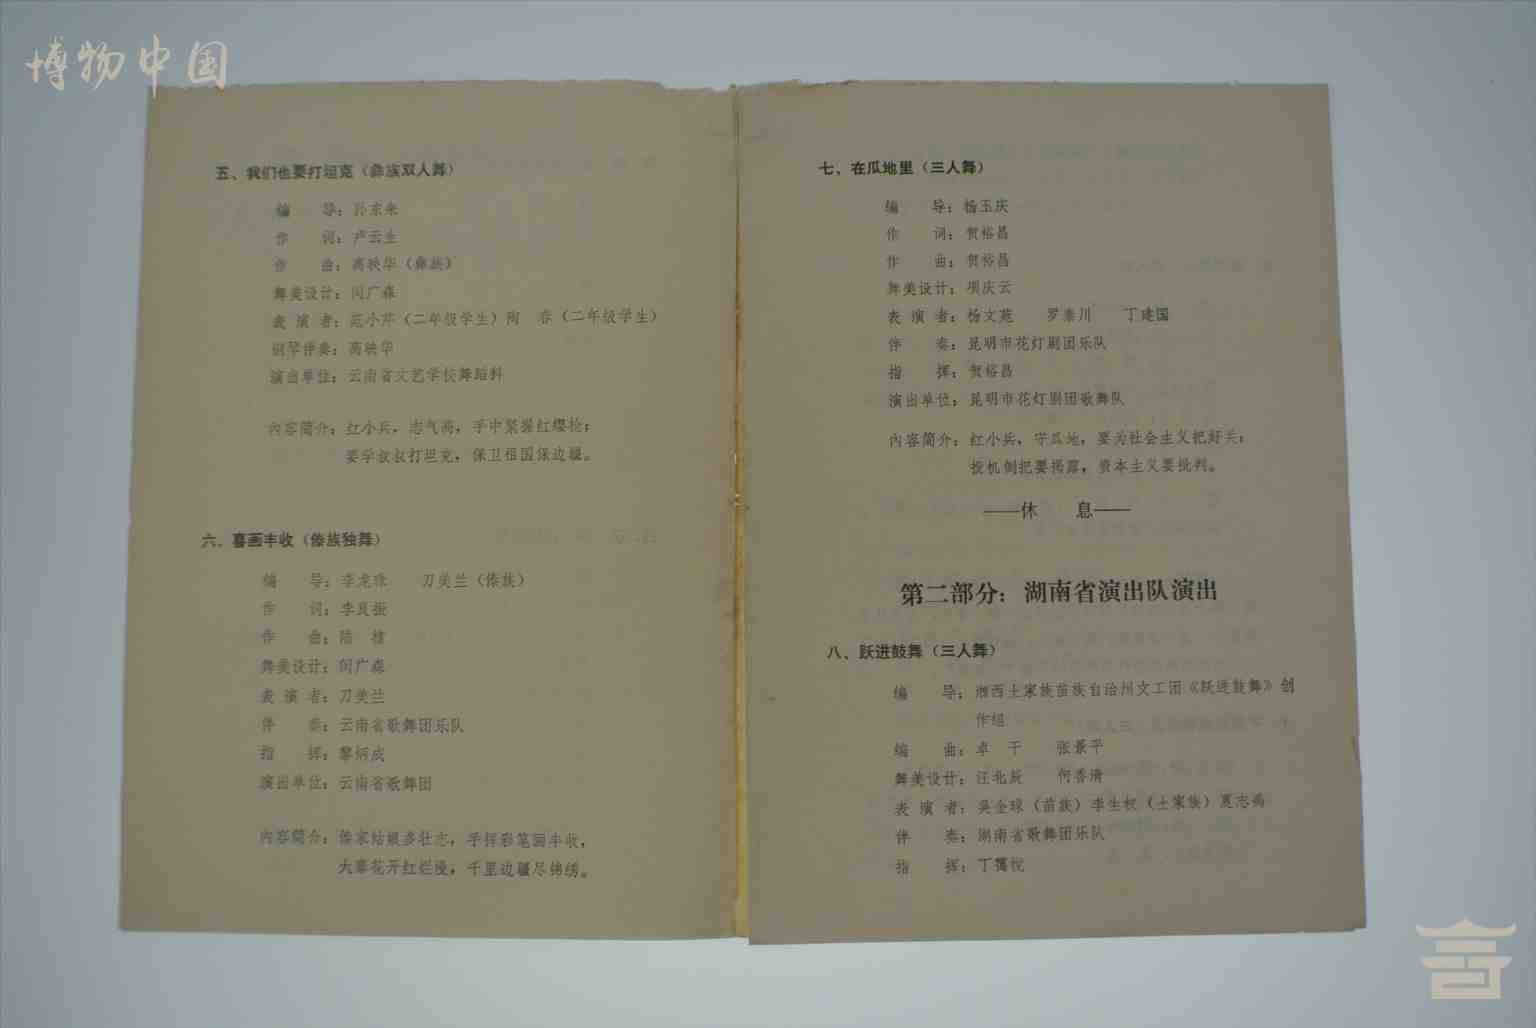 博物中国
五、我们也要打坦克（彝族双人舞）
编　　导：孙东来
作　　词：卢云生
作　　曲：高映华（彝族）
舞美设计：闫广森
表 演 者：范小芹（二年级学生）陶　春（二年级学生）
钢琴伴奏：高映华
演出单位：云南省文艺学校舞蹈科
内容简介：红小兵，志气高，手中紧握红缨枪；
要学叔叔打坦克，保卫祖国保边疆。
六、喜画丰收（傣族独舞）
编　　导：李龙珠　　刀美兰（傣族）
作　　词：李良振
作　　曲：陆　棣
舞美设计：闫广森
表 演 者：刀美兰
伴　　奏：云南省歌舞团乐队
指　　挥：黎炳成
演出单位：云南省歌舞团
内容简介：傣家姑娘多壮志，手挥彩笔画丰收，
大寨花开红烂漫，千里边疆尽锦绣。
七、在瓜地里（三人舞）
编　　导：杨玉庆
作　　词：贺裕昌
作　　曲：贺裕昌
舞美设计：项庆云
表 演 者：杨文苑　　罗泰川　　丁建国
伴　　奏：昆明市花灯剧团乐队
指　　挥：贺裕昌
演出单位：昆明市花灯剧团歌舞队
内容简介：红小兵，守瓜地，要为社会主义把好关；
投机倒把要揭露，资本主义要批判。
——休　　息——
第二部分：湖南省演出队演出
八、跃进鼓舞（三人舞）
编　　导：湘西土家族苗族自治州文工团《跃进鼓舞》创
作组
编　　曲：卓　干　　张景平
舞美设计：汪北辰　　何香清
表 演 者：吴金球（苗族）李生权（土家族）夏志禹
伴　　奏：湖南省歌舞团乐队
指　　挥：丁霭悦